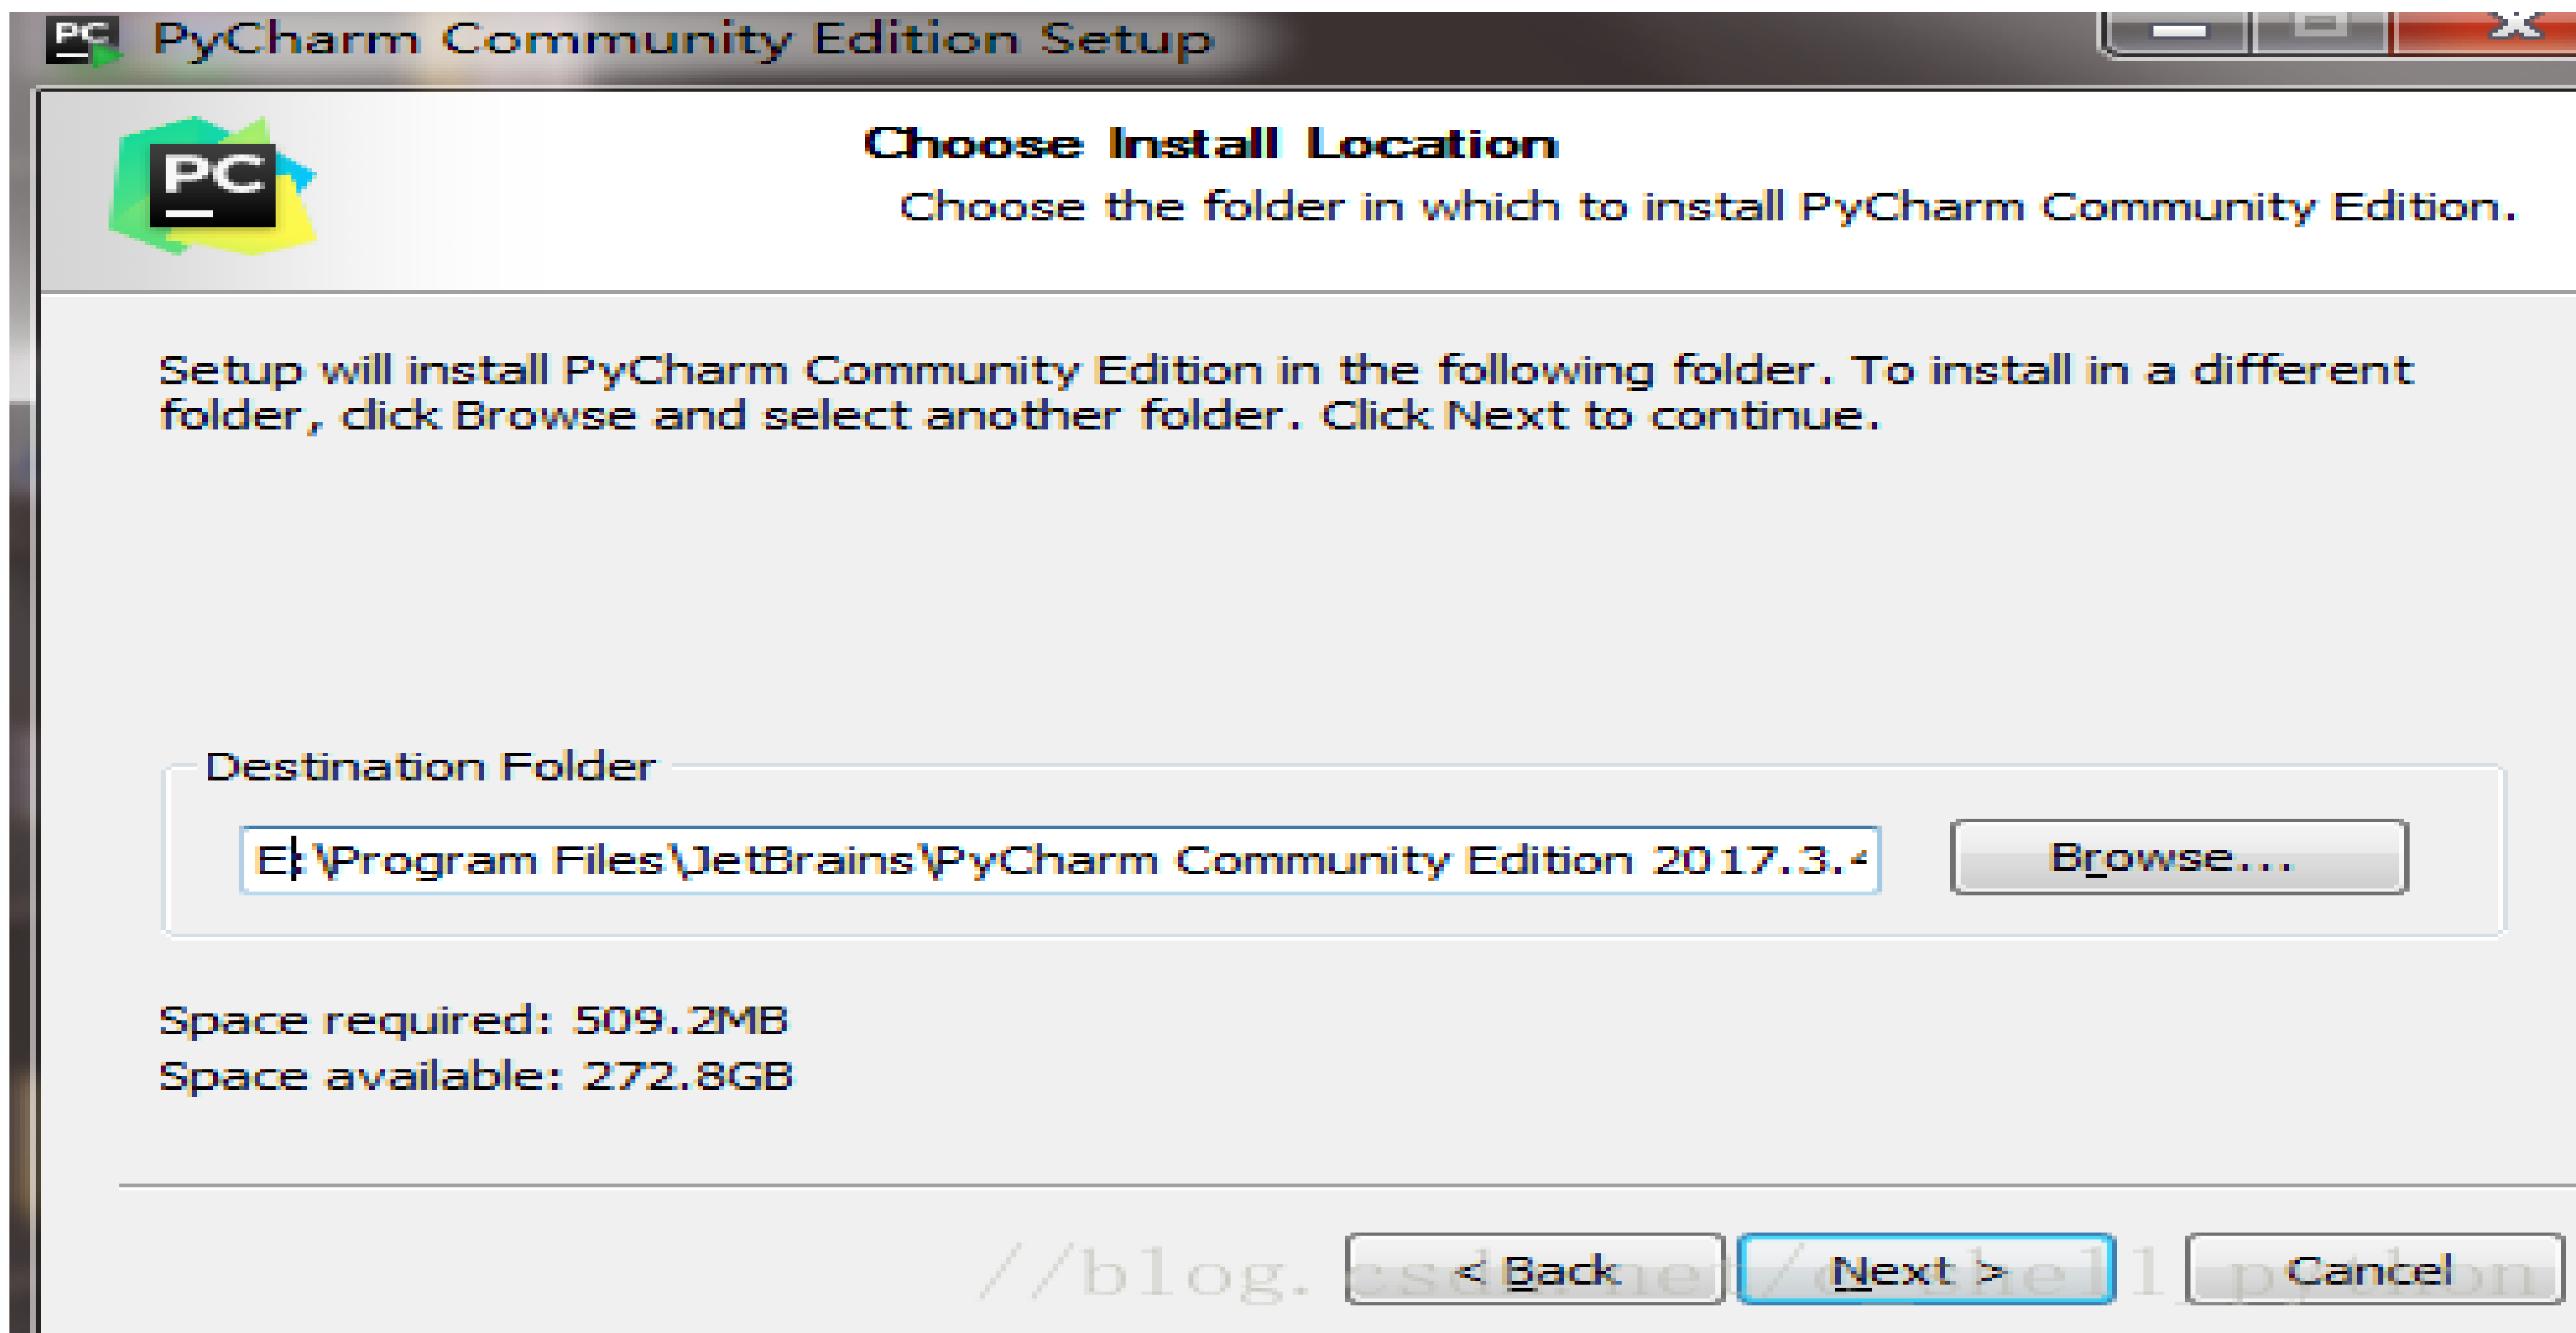 PC PyCharm Community Edition Setup
PC
Choose Install Location
Choose the folder in which to install PyCharm Community Edition.
Setup will install PyCharm Community Edition in the following folder. To install in a different
folder, click Browse and select another folder. Click Next to continue.
Destination Folder
E:\Program Files\JetBrains\PyCharm Community Edition 2017.3.4
Browse...
Space required: 509.2MB
Space available: 272.8GB
< Back Next > Cancel
//blog.